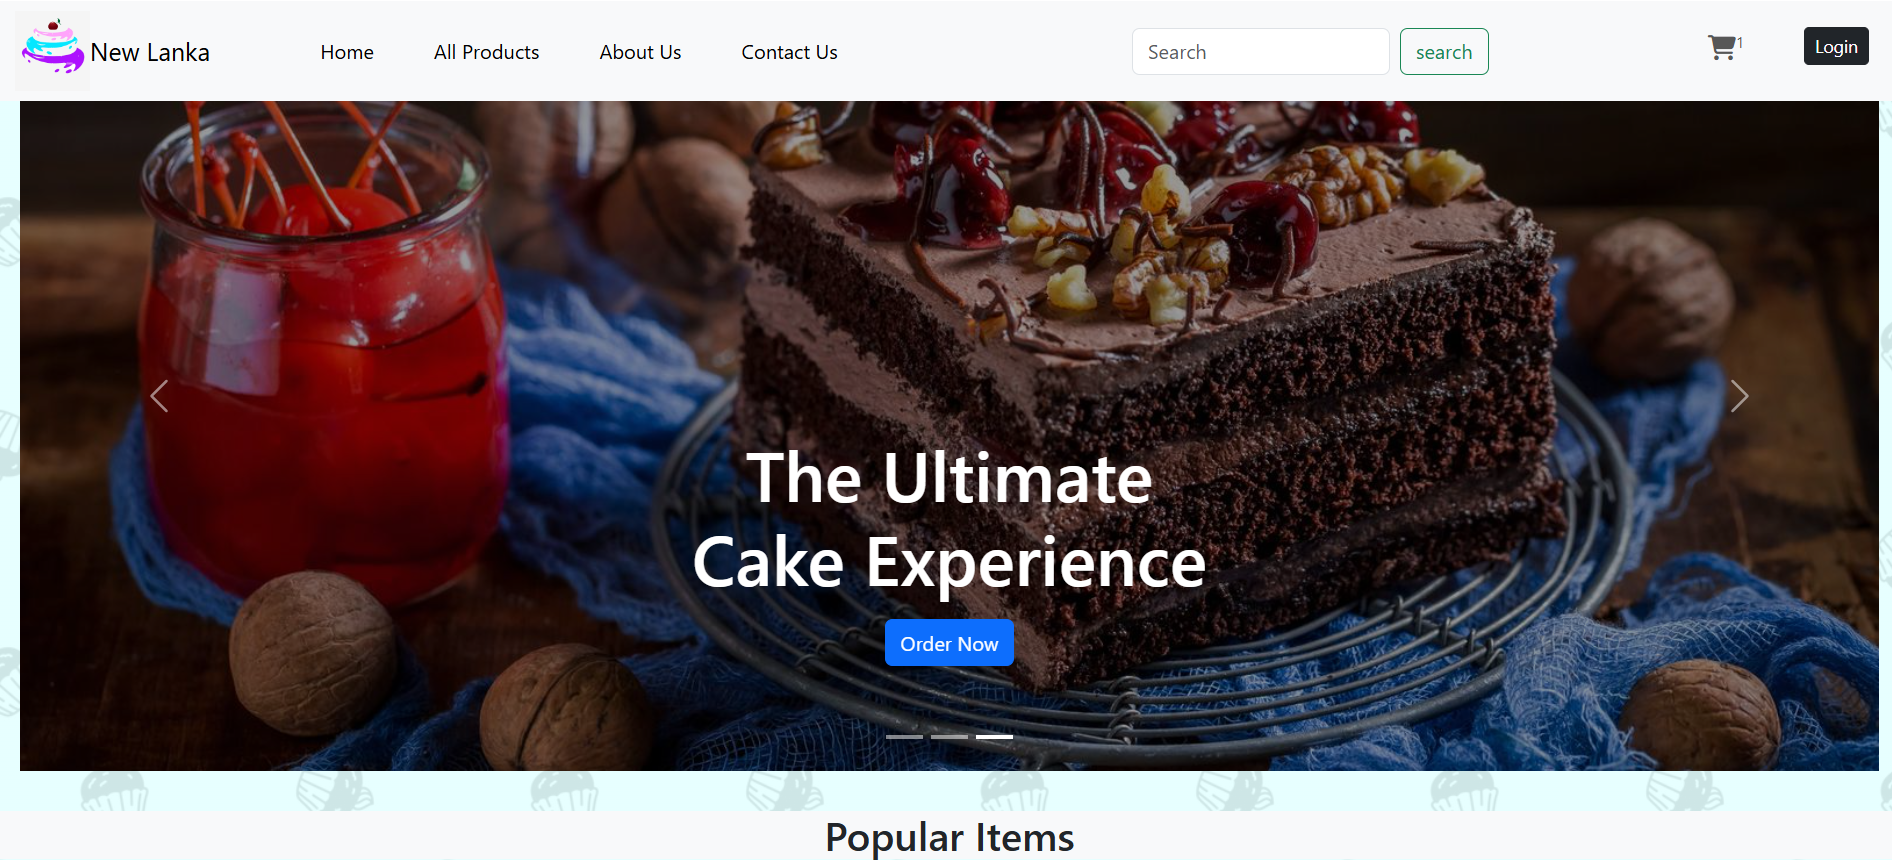 New Lanka
Home
All Products
About Us
Contact Us
Search
search
1
Login
The Ultimate
Cake Experience
Order Now
Popular Items